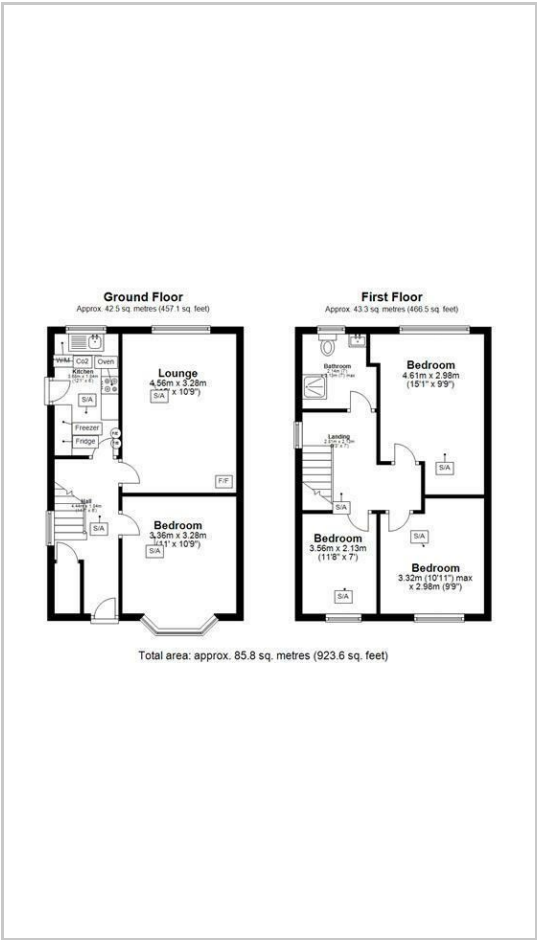 Ground Floor
Approx. 42.5 sq. metres (457.1 sq. feet)
W/M
Co2
Oven
Kitchen
S/A
Freezer
Fridge
Lounge
4.56m x 3.28m
x 10'9")
S/A
F/F
Hall
S/A
Bedroom
3.36m x 3.28m
(11' x 10'9")
S/A
First Floor
Approx. 43.3 sq. metres (466.5 sq. feet)
Bathroom
Bedroom
4.61m x 2.98m
(15'1" x 9'9")
S/A
Landing
S/A
Bedroom
3.56m x 2.13m
(11'8" x 7')
S/A
S/A
Bedroom
3.32m (10'11") max
x 2.98m (9'9")
Total area: approx. 85.8 sq. metres (923.6 sq. feet)